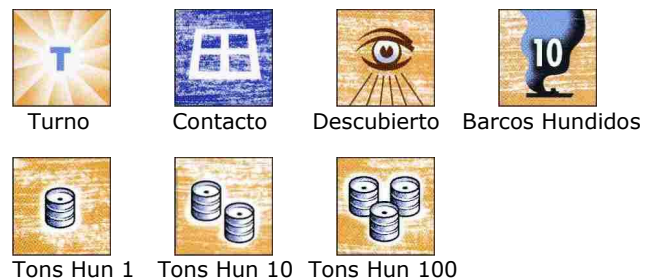 T
10
Turno Contacto Descubierto Barcos Hundidos
Tons Hun 1 Tons Hun 10 Tons Hun 100